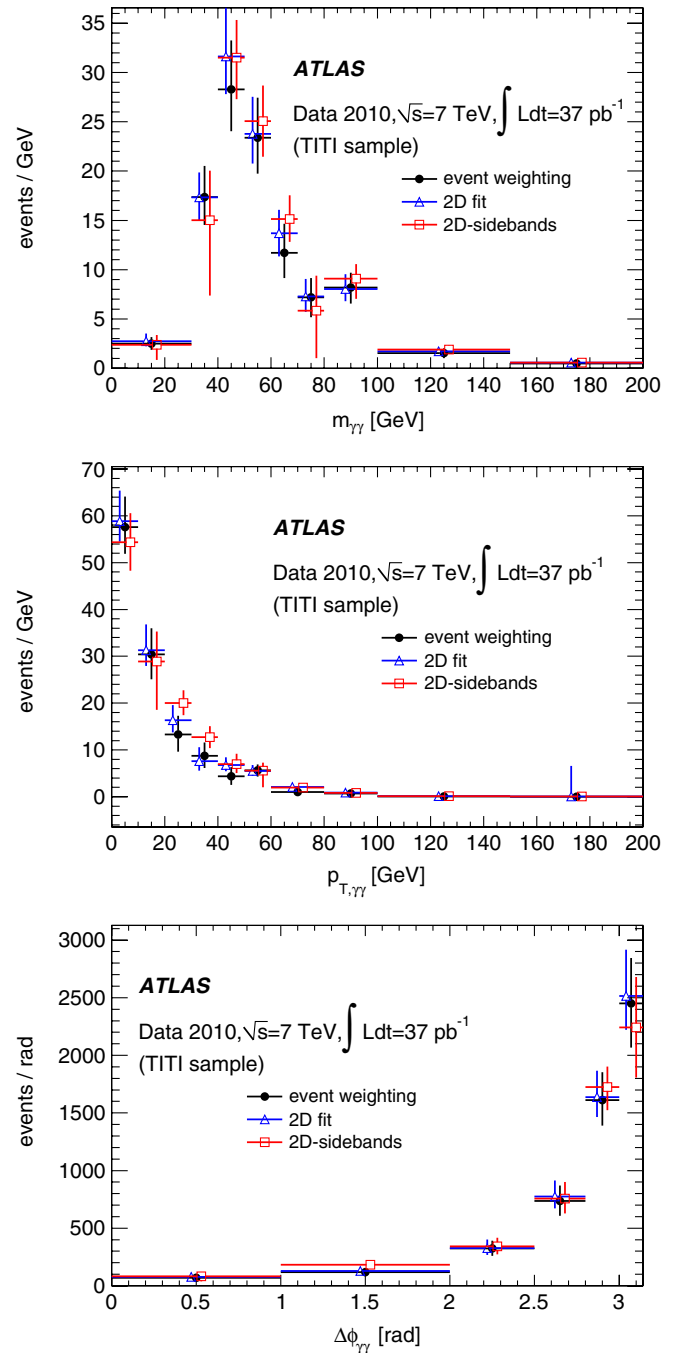 35
30
25
20
15
10
5
0
events / GeV
ATLAS
Data 2010,√s=7 TeV,∫ Ldt=37 pb⁻¹
(TITI sample)
event weighting
2D fit
2D-sidebands
0 20 40 60 80 100 120 140 160 180 200
m_γγ [GeV]
70
60
50
40
30
20
10
0
events / GeV
ATLAS
Data 2010,√s=7 TeV,∫ Ldt=37 pb⁻¹
(TITI sample)
event weighting
2D fit
2D-sidebands
0 20 40 60 80 100 120 140 160 180 200
p_T,γγ [GeV]
3000
2500
2000
1500
1000
500
0
events / rad
ATLAS
Data 2010,√s=7 TeV,∫ Ldt=37 pb⁻¹
(TITI sample)
event weighting
2D fit
2D-sidebands
0 0.5 1 1.5 2 2.5 3
Δϕ_γγ [rad]